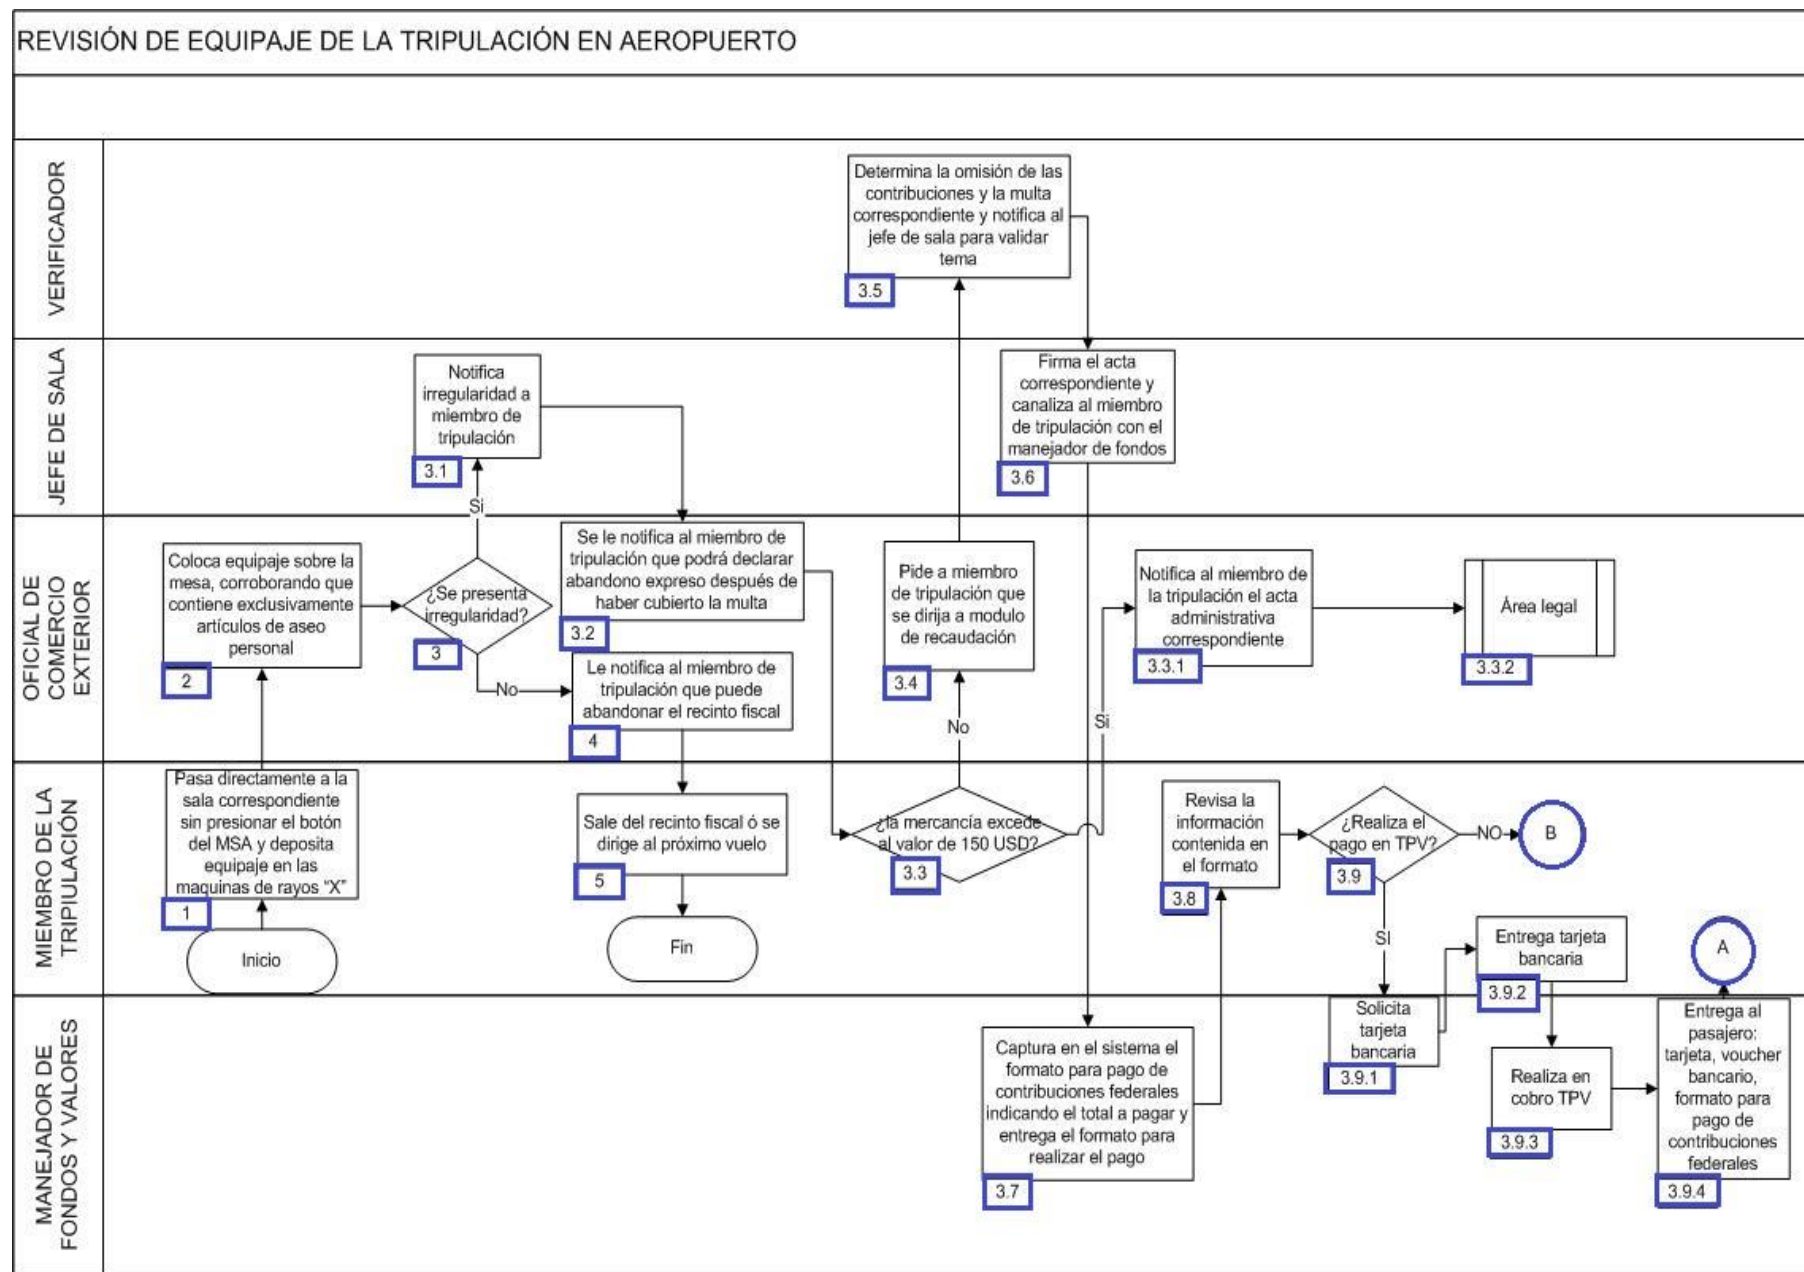 REVISIÓN DE EQUIPAJE DE LA TRIPULACIÓN EN AEROPUERTO
VERIFICADOR
Determina la omisión de las
contribuciones y la multa
correspondiente y notifica al
jefe de sala para validar
tema
3.5
JEFE DE SALA
Notifica
irregularidad a
miembro de
tripulación
3.1
Si
Firma el acta
correspondiente y
canaliza al miembro
de tripulación con el
manejador de fondos
3.6
OFICIAL DE
COMERCIO
EXTERIOR
Coloca equipaje sobre la
mesa, corroborando que
contiene exclusivamente
artículos de aseo
personal
2
¿Se presenta
irregularidad?
3
No
Se le notifica al miembro de
tripulación que podrá declarar
abandono expreso después de
haber cubierto la multa
3.2
Le notifica al miembro de
tripulación que puede
abandonar el recinto fiscal
4
Pide a miembro
de tripulación que
se dirija a modulo
de recaudación
3.4
No
Si
Notifica al miembro de
la tripulación el acta
administrativa
correspondiente
3.3.1
Área legal
3.3.2
MIEMBRO DE LA
TRIPIULACIÓN
Pasa directamente a la
sala correspondiente
sin presionar el botón
del MSA y deposita
equipaje en las
maquinas de rayos “X”
1
Inicio
Sale del recinto fiscal ó se
dirige al próximo vuelo
5
Fin
¿la mercancía excede
al valor de 150 USD?
3.3
Revisa la
información
contenida en
el formato
3.8
¿Realiza el
pago en TPV?
3.9
NO
B
SI
Entrega tarjeta
bancaria
3.9.2
A
MANEJADOR DE
FONDOS Y VALORES
Captura en el sistema el
formato para pago de
contribuciones federales
indicando el total a pagar y
entrega el formato para
realizar el pago
3.7
Solicita
tarjeta
bancaria
3.9.1
Realiza en
cobro TPV
3.9.3
Entrega al
pasajero:
tarjeta, voucher
bancario,
formato para
pago de
contribuciones
federales
3.9.4